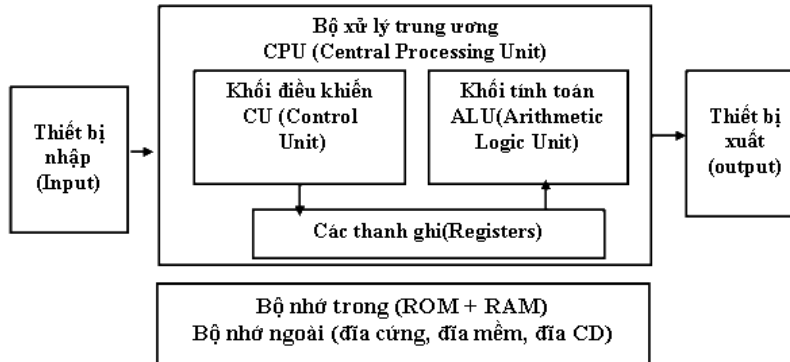 Bộ xử lý trung ương
CPU (Central Processing Unit)
Thiết bị
nhập
(Input)
Khối điều khiến
CU (Control
Unit)
Khối tính toán
ALU(Arithmetic
Logic Unit)
Thiết bị
xuất
(output)
Các thanh ghi(Registers)
Bộ nhớ trong (ROM + RAM)
Bộ nhớ ngoài (đĩa cứng, đĩa mềm, đĩa CD)